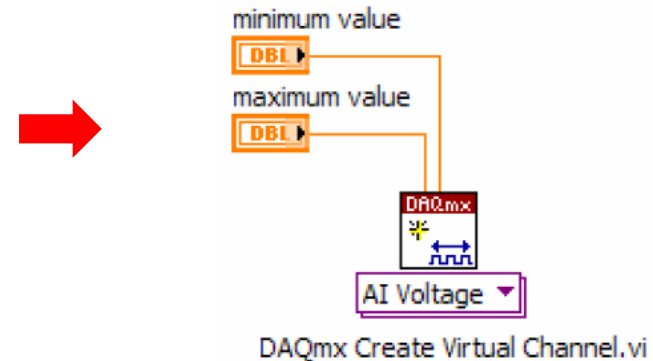 minimum value
DBL
maximum value
DBL
DAQmx
AI Voltage
DAQmx Create Virtual Channel.vi